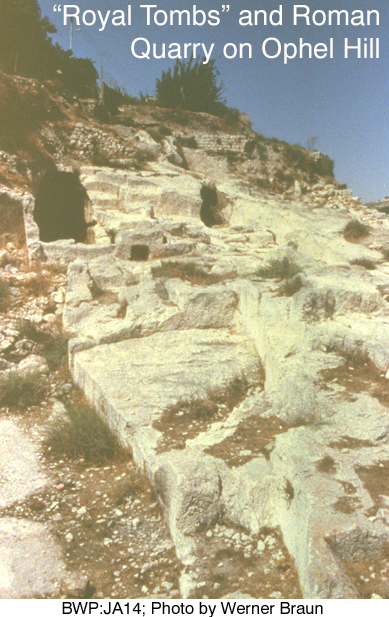 “Royal Tombs” and Roman
Quarry on Ophel Hill
BWP:JA14; Photo by Werner Braun